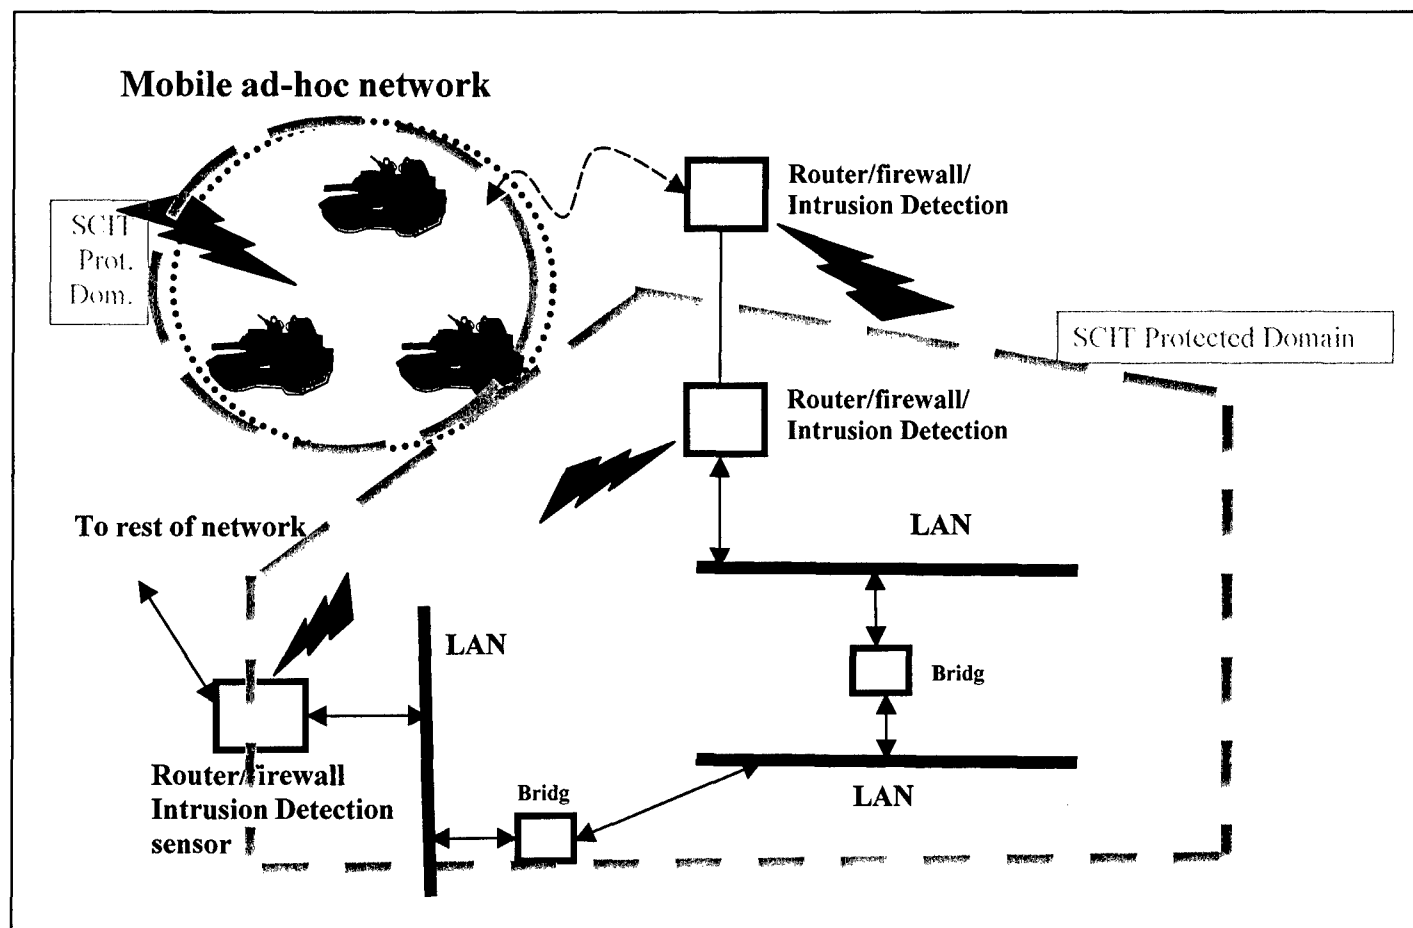 Mobile ad-hoc network
SCIT
Prot.
Dom.
Router/firewall/
Intrusion Detection
SCIT Protected Domain
Router/firewall/
Intrusion Detection
To rest of network
LAN
LAN
Bridg
Router/firewall
Intrusion Detection
sensor
Bridg
LAN